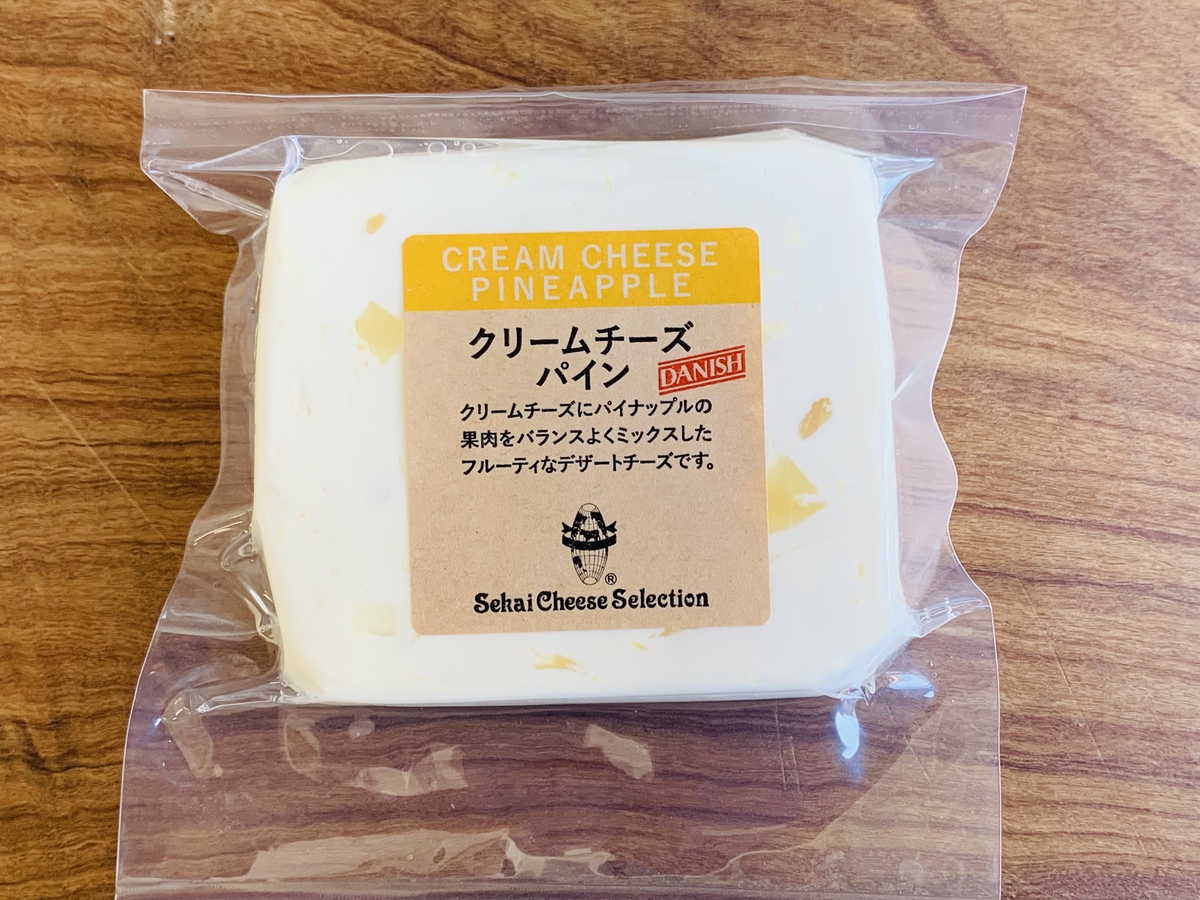 CREAM CHEESE
PINEAPPLE
クリームチーズ
パイン
DANISH
クリームチーズにパイナップルの
果肉をバランスよくミックスした
フルーティなデザートチーズです。
®
Sekai Cheese Selection